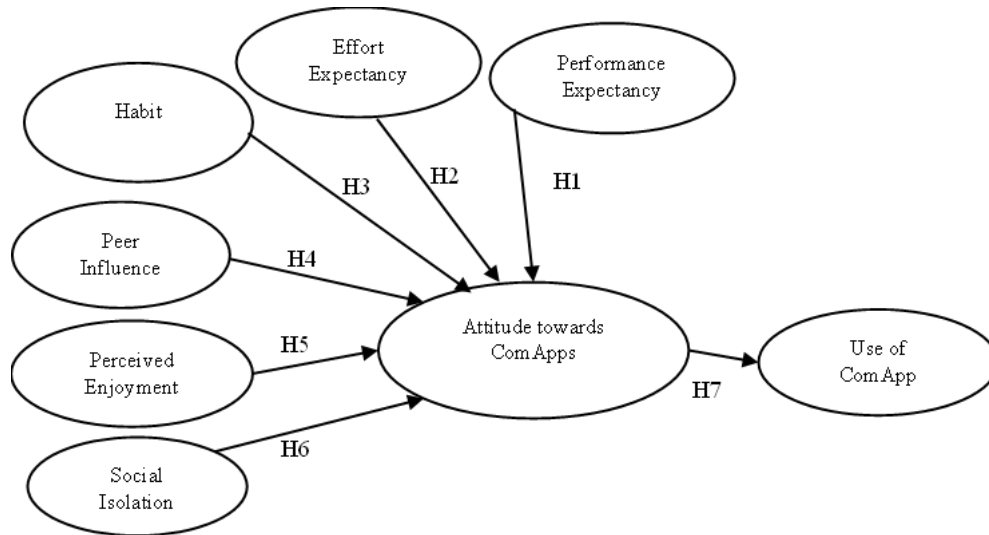 Effort
Expectancy
Performance
Expectancy
Habit
H3
H2
H1
Peer
Influence
H4
Attitude towards
ComApps
Perceived
Enjoyment
H5
Use of
ComApp
H7
H6
Social
Isolation